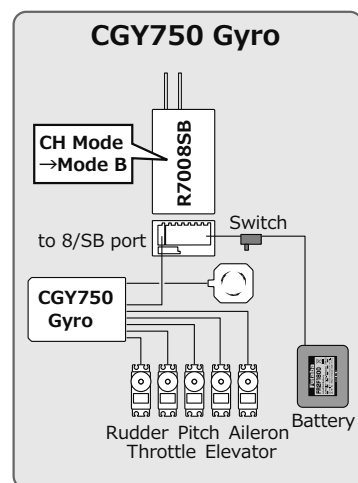 CGY750 Gyro
CH Mode
→Mode B
R7008SB
Switch
to 8/SB port
CGY750
Gyro
Battery
Rudder Pitch Aileron
Throttle Elevator